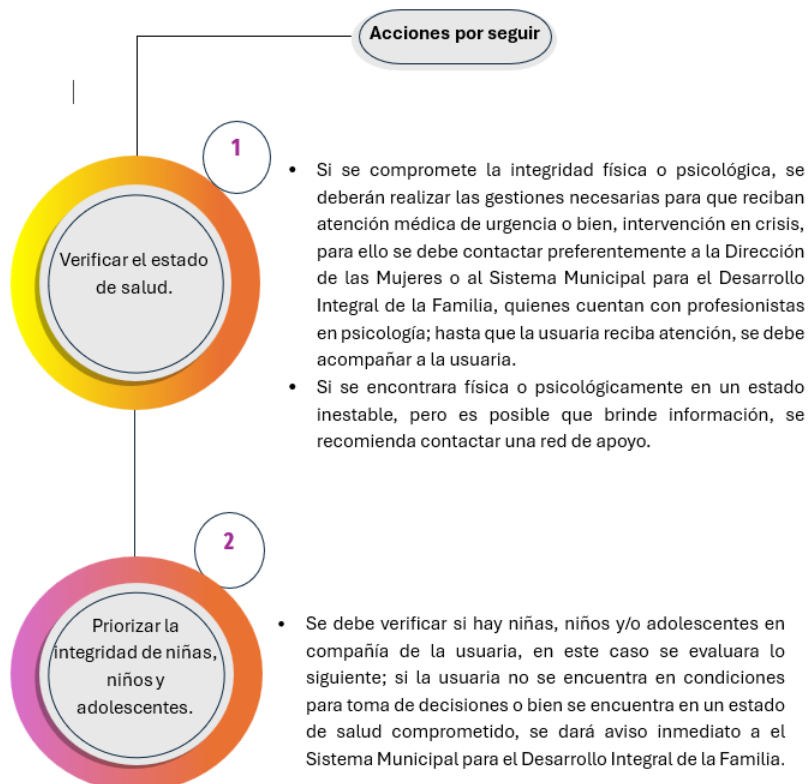 Acciones por seguir
1
Verificar el estado
de salud.
• Si se compromete la integridad física o psicológica, se
deberán realizar las gestiones necesarias para que reciban
atención médica de urgencia o bien, intervención en crisis,
para ello se debe contactar preferentemente a la Dirección
de las Mujeres o al Sistema Municipal para el Desarrollo
Integral de la Familia, quienes cuentan con profesionistas
en psicología; hasta que la usuaria reciba atención, se debe
acompañar a la usuaria.
• Si se encontrara física o psicológicamente en un estado
inestable, pero es posible que brinde información, se
recomienda contactar una red de apoyo.
2
Priorizar la
integridad de niñas,
niños y
adolescentes.
• Se debe verificar si hay niñas, niños y/o adolescentes en
compañía de la usuaria, en este caso se evaluara lo
siguiente; si la usuaria no se encuentra en condiciones
para toma de decisiones o bien se encuentra en un estado
de salud comprometido, se dará aviso inmediato a el
Sistema Municipal para el Desarrollo Integral de la Familia.